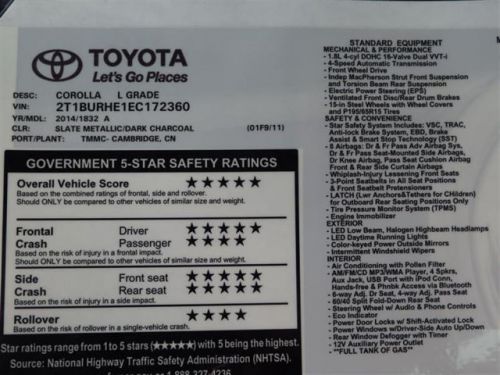 TOYOTA
Let's Go Places
DESC: COROLLA L GRADE
VIN: 2T1BURHE1EC172360
YR/MDL: 2014/1832 A
CLR: SLATE METALLIC/DARK CHARCOAL (01F9/11)
PORT/PLANT: TMMC- CAMBRIDGE, CN
GOVERNMENT 5-STAR SAFETY RATINGS
Overall Vehicle Score ★★★★★
Based on the combined ratings of frontal, side and rollover.
Should ONLY be compared to other vehicles of similar size and weight.
Frontal Driver ★★★★★
Crash Passenger ★★★★
Based on the risk of injury in a frontal impact.
Should ONLY be compared to other vehicles of similar size and weight.
Side Front seat ★★★★★
Crash Rear seat ★★★★★
Based on the risk of injury in a side impact.
Rollover ★★★★
Based on the risk of rollover in a single-vehicle crash.
Star ratings range from 1 to 5 stars (★★★★★) with 5 being the highest.
Source: National Highway Traffic Safety Administration (NHTSA).
1-888-327-4236
STANDARD EQUIPMENT
MECHANICAL & PERFORMANCE
- 1.8L 4-cyl DOHC 16-Valve Dual VVT-i
- 4-Speed Automatic Transmission
- Front Wheel Drive
- Indep MacPherson Strut Front Suspension
and Torsion Beam Rear Suspension
- Electric Power Steering (EPS)
- Ventilated Front Disc/Rear Drum Brakes
- 15-in Steel Wheels with Wheel Covers
and P195/65R15 Tires
SAFETY & CONVENIENCE
- Star Safety System Includes: VSC, TRAC,
Anti-lock Brake System, EBD, Brake
Assist & Smart Stop Technology (SST)
- 8 Airbags: Dr & Fr Pass Adv Airbag Sys,
Dr & Fr Pass Seat-Mounted Side Airbags,
Dr Knee Airbag, Pass Seat Cushion Airbag
Front & Rear Side Curtain Airbags
- Whiplash-Injury Lessening Front Seats
- 3-Point Seatbelts in All Seat Positions
& Front Seatbelt Pretensioners
- LATCH (Lwr Anchors&Tethers for CHildren)
for Outboard Rear Seating Positions Only
- Tire Pressure Monitor System (TPMS)
- Engine Immobilizer
EXTERIOR
- LED Low Beam, Halogen Highbeam Headlamps
- LED Daytime Running Lights
- Color-keyed Power Outside Mirrors
- Intermittent Windshield Wipers
INTERIOR
- Air Conditioning with Pollen Filter
- AM/FM/CD MP3/WMA Player, 4 Spkrs,
Aux Jack, USB Port with iPod Conn,
Hands-free & Phnbk Access via Bluetooth
- 6-way Adj. Dr Seat, 4-way Adj. Pass Seat
- 60/40 Split Fold-Down Rear Seat
- Steering Wheel w/ Audio & Phone Controls
- Eco Indicator
- Power Door Locks w/ Shift-Activated Lock
- Power Windows w/Driver-Side Auto Up/Down
- Rear Window Defogger with Timer
- 12V Auxiliary Power Outlet
- **FULL TANK OF GAS**